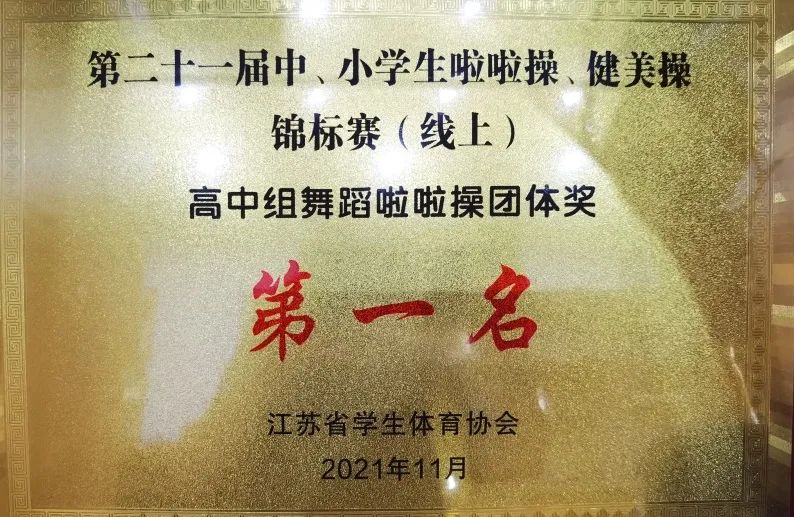 第二十一届中、小学生啦啦操、健美操
锦标赛（线上）
高中组舞蹈啦啦操团体奖
第一名
江苏省学生体育协会
2021年11月